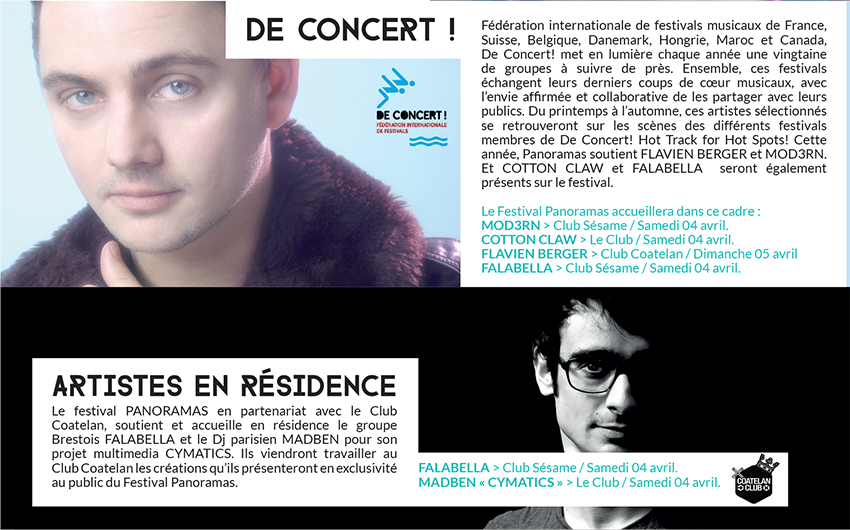 DE CONCERT !
DE CONCERT !
FÉDÉRATION INTERNATIONALE
DE FESTIVALS
Fédération internationale de festivals musicaux de France,
Suisse, Belgique, Danemark, Hongrie, Maroc et Canada,
De Concert! met en lumière chaque année une vingtaine
de groupes à suivre de près. Ensemble, ces festivals
échangent leurs derniers coups de cœur musicaux, avec
l'envie affirmée et collaborative de les partager avec leurs
publics. Du printemps à l'automne, ces artistes sélectionnés
se retrouveront sur les scènes des différents festivals
membres de De Concert! Hot Track for Hot Spots! Cette
année, Panoramas soutient FLAVIEN BERGER et MOD3RN.
Et COTTON CLAW et FALABELLA seront également
présents sur le festival.
Le Festival Panoramas accueillera dans ce cadre :
MOD3RN > Club Sésame / Samedi 04 avril.
COTTON CLAW > Le Club / Samedi 04 avril.
FLAVIEN BERGER > Club Coatelan / Dimanche 05 avril
FALABELLA > Club Sésame / Samedi 04 avril.
ARTISTES EN RÉSIDENCE
Le festival PANORAMAS en partenariat avec le Club
Coatelan, soutient et accueille en résidence le groupe
Brestois FALABELLA et le Dj parisien MADBEN pour son
projet multimedia CYMATICS. Ils viendront travailler au
Club Coatelan les créations qu'ils présenteront en exclusivité
au public du Festival Panoramas.
FALABELLA > Club Sésame / Samedi 04 avril.
MADBEN « CYMATICS » > Le Club / Samedi 04 avril.
COATELAN
CLUB